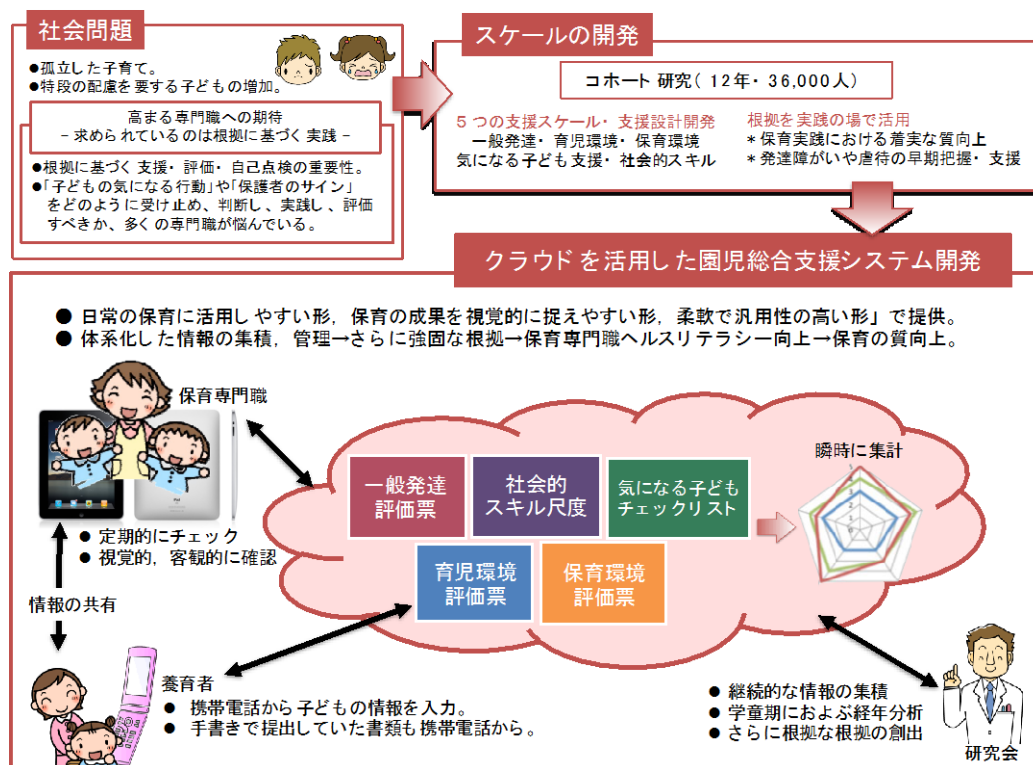 社会問題
●孤立した子育て。
●特段の配慮を要する子どもの増加。
高まる専門職への期待
- 求められているのは根拠に基づく実践 -
●根拠に基づく支援・評価・自己点検の重要性。
●「子どもの気になる行動」や「保護者のサイン」
をどのように受け止め、判断し、実践し、評価
すべきか、多くの専門職が悩んでいる。
スケールの開発
コホート研究(12年・36,000人)
5つの支援スケール・支援設計開発
一般発達・育児環境・保育環境
気になる子ども支援・社会的スキル
根拠を実践の場で活用
*保育実践における着実な質向上
*発達障がいや虐待の早期把握・支援
クラウドを活用した園児総合支援システム開発
● 日常の保育に活用しやすい形，保育の成果を視覚的に捉えやすい形，柔軟で汎用性の高い形」で提供。
● 体系化した情報の集積，管理→さらに強固な根拠→保育専門職ヘルスリテラシー向上→保育の質向上。
保育専門職
● 定期的にチェック
● 視覚的，客観的に確認
情報の共有
養育者
● 携帯電話から子どもの情報を入力。
● 手書きで提出していた書類も携帯電話から。
一般発達
評価票
社会的
スキル尺度
気になる子ども
チェックリスト
育児環境
評価票
保育環境
評価票
瞬時に集計
5
4
3
2
1
0
● 継続的な情報の集積
● 学童期におよぶ経年分析
● さらに根拠な根拠の創出
研究会